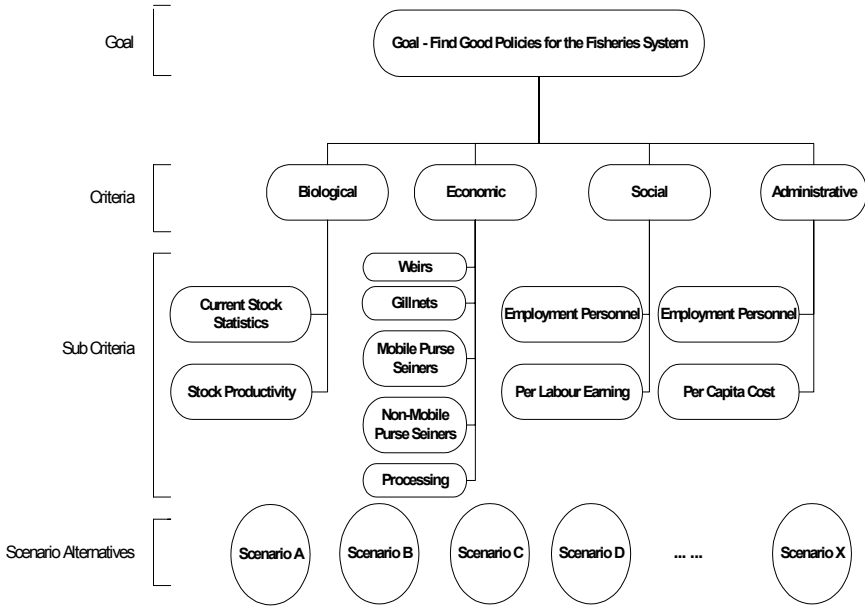 Goal
Goal - Find Good Policies for the Fisheries System
Criteria
Biological
Economic
Social
Administrative
Sub Criteria
Current Stock
Statistics
Stock Productivity
Weirs
Gillnets
Mobile Purse
Seiners
Non-Mobile
Purse Seiners
Processing
Employment Personnel
Per Labour Earning
Employment Personnel
Per Capita Cost
Scenario Alternatives
Scenario A
Scenario B
Scenario C
Scenario D
... ...
Scenario X